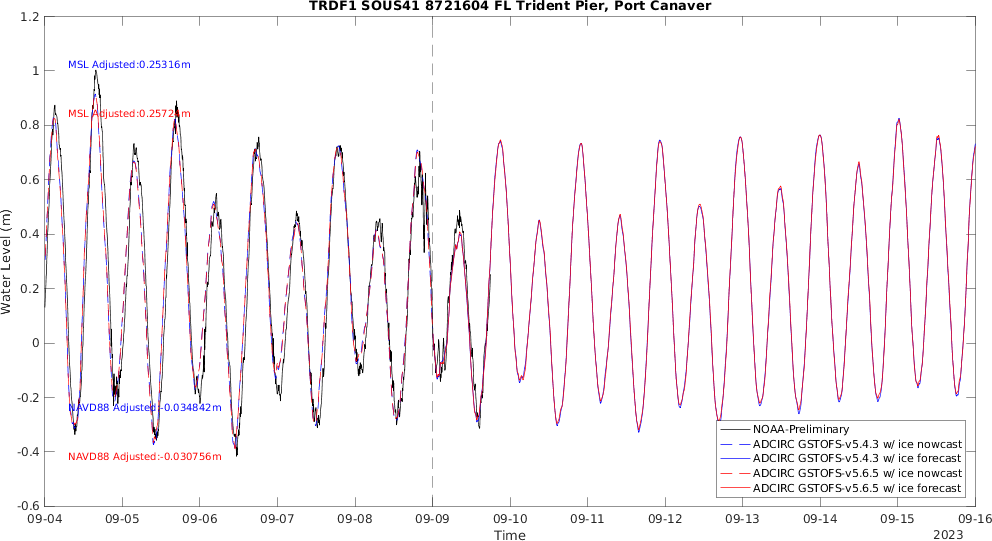 TRDF1 SOUS41 8721604 FL Trident Pier, Port Canaver
1.2
1
0.8
0.6
0.4
0.2
0
-0.2
-0.4
-0.6
Water Level (m)
MSL Adjusted:0.25316m
MSL Adjusted:0.2572 m
NAVD88 Adjusted:-0.034842m
NAVD88 Adjusted:-0.030756m
NOAA-Preliminary
ADCIRC GSTOFS-v5.4.3 w/ ice nowcast
ADCIRC GSTOFS-v5.4.3 w/ ice forecast
ADCIRC GSTOFS-v5.6.5 w/ ice nowcast
ADCIRC GSTOFS-v5.6.5 w/ ice forecast
09-04 09-05 09-06 09-07 09-08 09-09 09-10 09-11 09-12 09-13 09-14 09-15 09-16
Time
2023